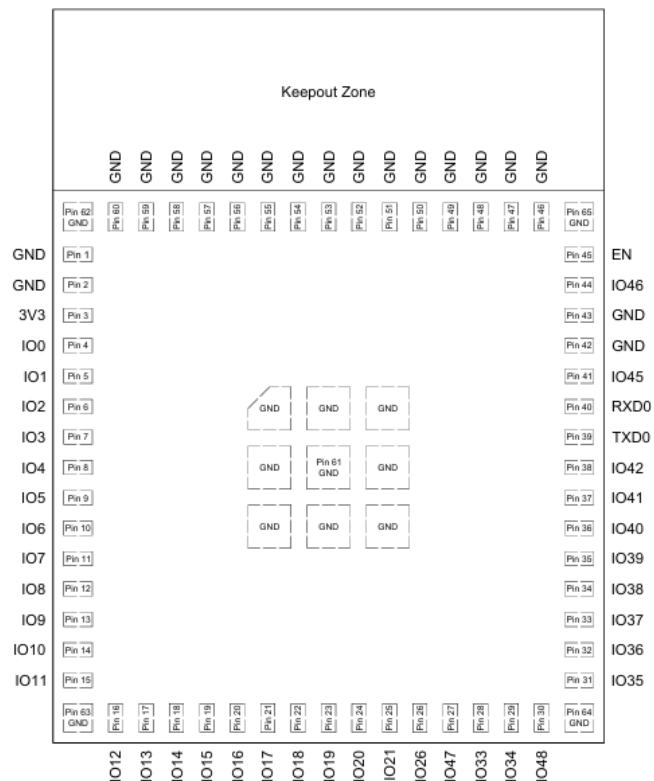 Keepout Zone
GND GND GND GND GND GND GND GND GND GND GND GND GND GND GND
Pin 62 GND Pin 60 Pin 59 Pin 58 Pin 57 Pin 56 Pin 55 Pin 54 Pin 53 Pin 52 Pin 51 Pin 50 Pin 49 Pin 48 Pin 47 Pin 46 Pin 65 GND
GND Pin 1 Pin 45 EN
GND Pin 2 Pin 44 IO46
3V3 Pin 3 Pin 43 GND
IO0 Pin 4 Pin 42 GND
IO1 Pin 5 Pin 41 IO45
IO2 Pin 6 GND GND GND Pin 40 RXD0
IO3 Pin 7 Pin 39 TXD0
IO4 Pin 8 GND Pin 61 GND GND Pin 38 IO42
IO5 Pin 9 Pin 37 IO41
IO6 Pin 10 GND GND GND Pin 36 IO40
IO7 Pin 11 Pin 35 IO39
IO8 Pin 12 Pin 34 IO38
IO9 Pin 13 Pin 33 IO37
IO10 Pin 14 Pin 32 IO36
IO11 Pin 15 Pin 31 IO35
Pin 63 GND Pin 16 Pin 17 Pin 18 Pin 19 Pin 20 Pin 21 Pin 22 Pin 23 Pin 24 Pin 25 Pin 26 Pin 27 Pin 28 Pin 29 Pin 30 Pin 64 GND
IO12 IO13 IO14 IO15 IO16 IO17 IO18 IO19 IO20 IO21 IO26 IO47 IO33 IO34 IO48